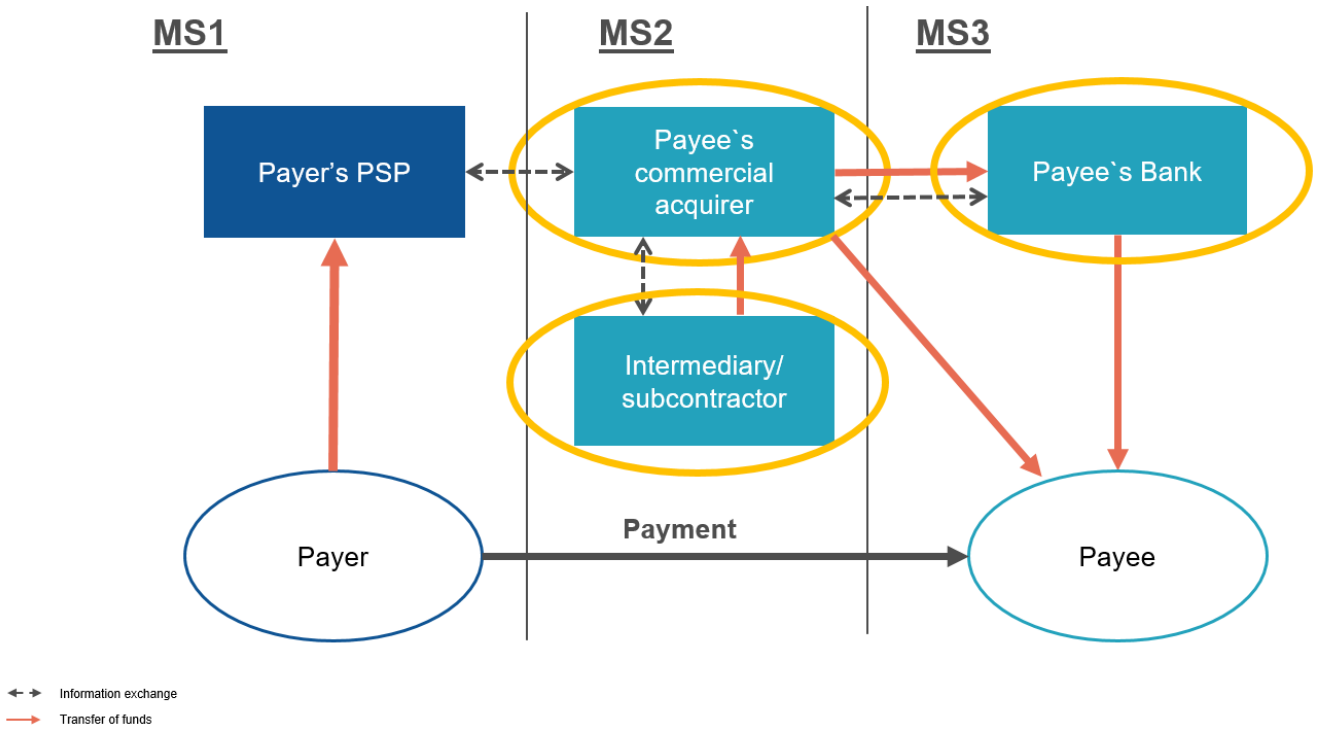 MS1
MS2
MS3
Payer’s PSP
Payee`s
commercial
acquirer
Payee`s Bank
Intermediary/
subcontractor
Payment
Payer
Payee
Information exchange
Transfer of funds